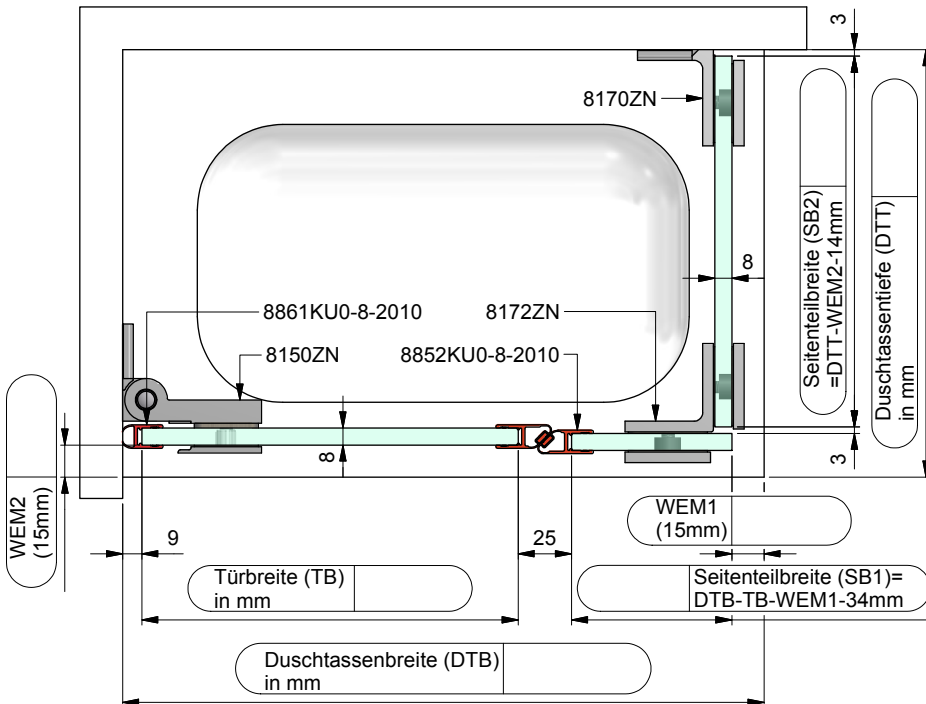 3
8170ZN
Seitenteilbreite (SB2)
=DTT-WEM2-14mm
Duschtassentiefe (DTT)
in mm
8
8861KU0-8-2010
8172ZN
8150ZN
8852KU0-8-2010
8
3
WEM2
(15mm)
WEM1
(15mm)
9
25
Türbreite (TB)
in mm
Seitenteilbreite (SB1)=
DTB-TB-WEM1-34mm
Duschtassenbreite (DTB)
in mm